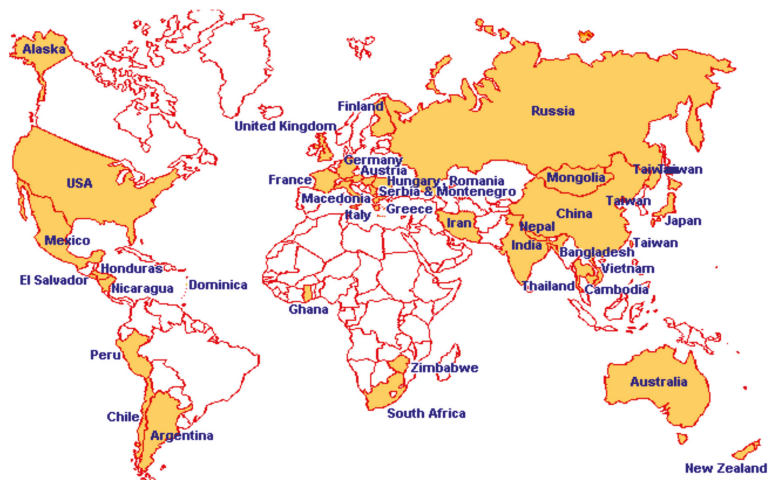 Alaska
Finland
Russia
United Kingdom
Germany
Austria
Taiwan
Taiwan
USA
France
Hungary, Romania
Mongolia
Serbia & Montenegro
Macedonia
Taiwan
Italy
Greece
China
Japan
Iran
Nepal
Mexico
India
Bangladesh
Taiwan
Honduras
Vietnam
El Salvador
Nicaragua
Dominica
Thailand
Cambodia
Ghana
Peru
Zimbabwe
Australia
Chile
South Africa
Argentina
New Zealand